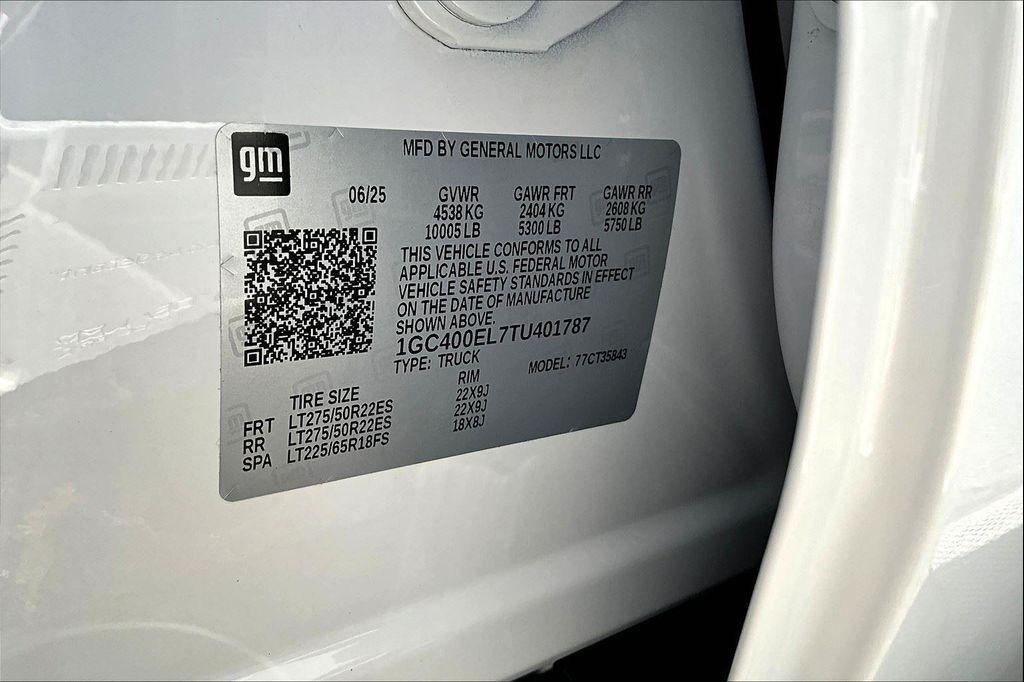 gm
MFD BY GENERAL MOTORS LLC
06/25 GVWR GAWR FRT GAWR RR
4538 KG 2404 KG 2608 KG
10005 LB 5300 LB 5750 LB
THIS VEHICLE CONFORMS TO ALL
APPLICABLE U.S. FEDERAL MOTOR
VEHICLE SAFETY STANDARDS IN EFFECT
ON THE DATE OF MANUFACTURE
SHOWN ABOVE.
1GC400EL7TU401787
TYPE: TRUCK MODEL: 77CT35843
TIRE SIZE RIM
FRT LT275/50R22ES 22X9J
RR LT275/50R22ES 22X9J
SPA LT225/65R18FS 18X8J